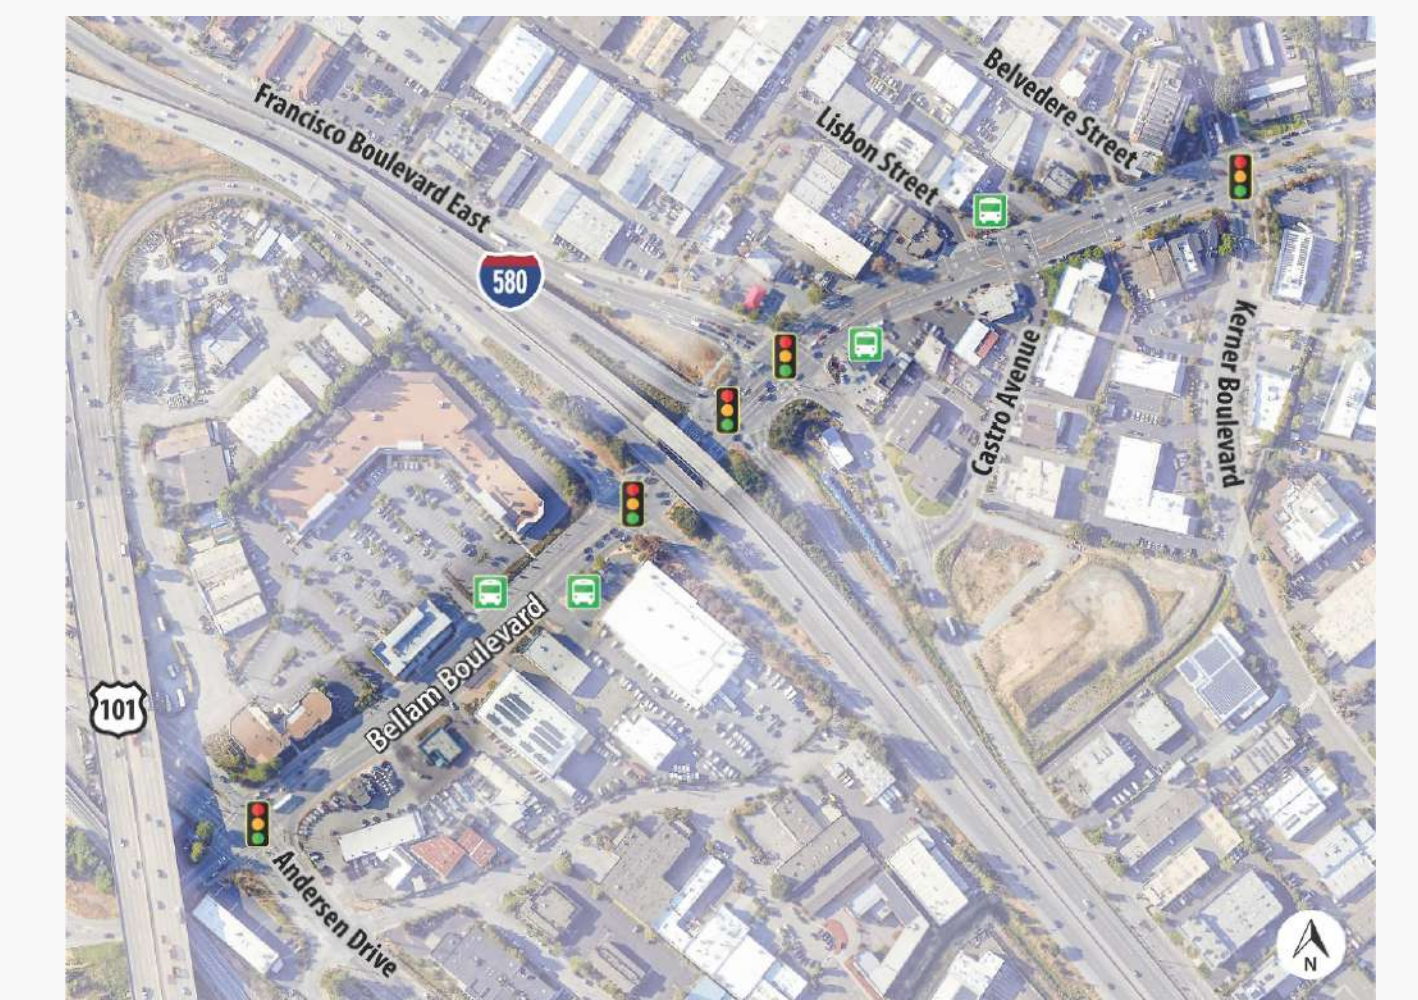 Belvedere Street
Francisco Boulevard East
Lisbon Street
580
Castro Avenue
Kerner Boulevard
Bellam Boulevard
101
Andersen Drive
N